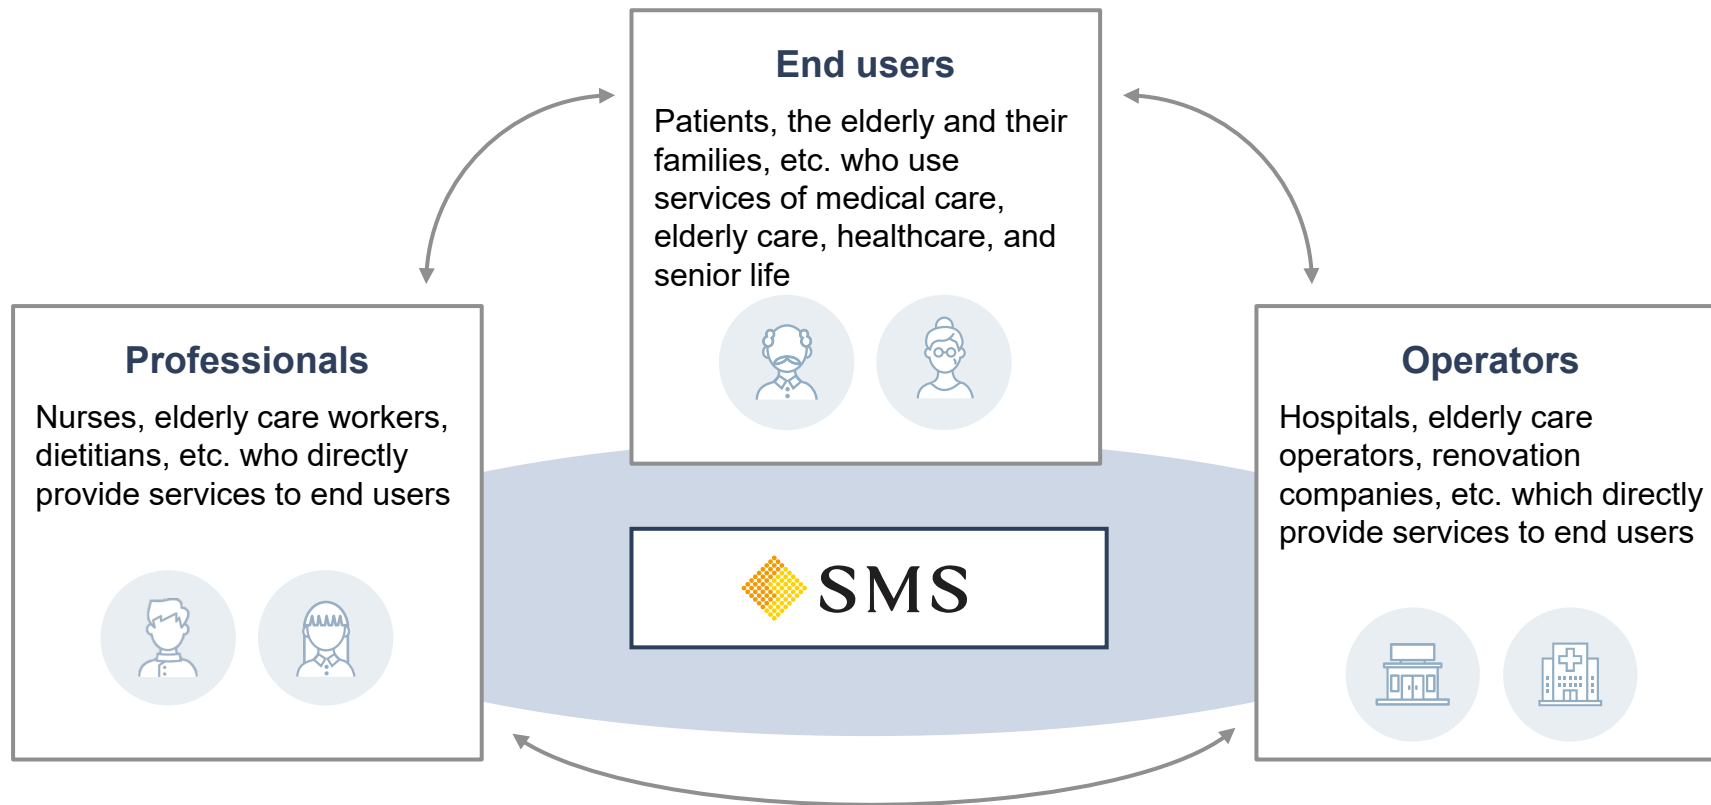 End users
Patients, the elderly and their
families, etc. who use
services of medical care,
elderly care, healthcare, and
senior life
Professionals
Nurses, elderly care workers,
dietitians, etc. who directly
provide services to end users
Operators
Hospitals, elderly care
operators, renovation
companies, etc. which directly
provide services to end users
SMS